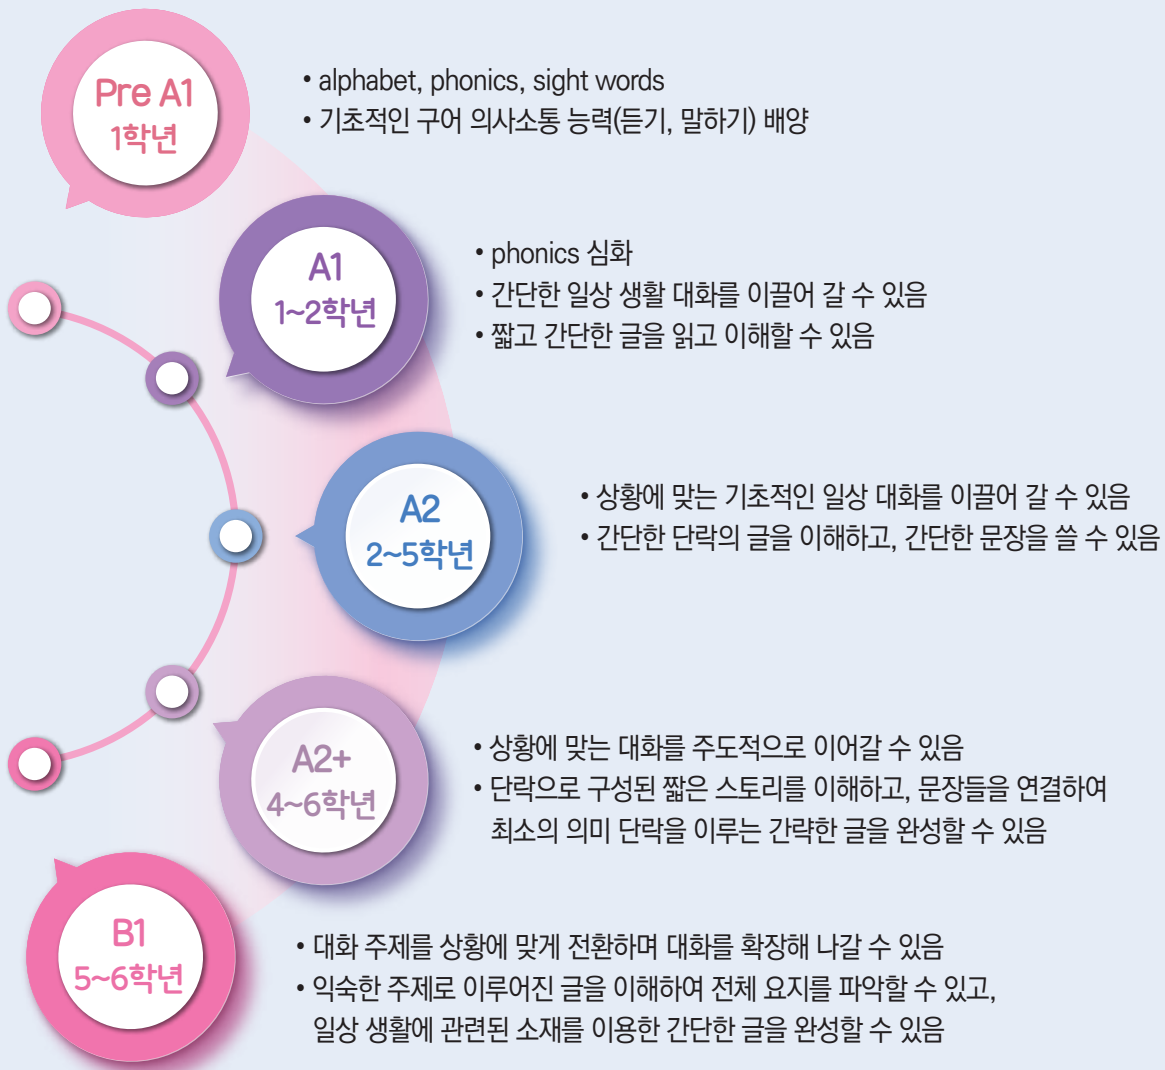 Pre A1
1학년
• alphabet, phonics, sight words
• 기초적인 구어 의사소통 능력(듣기, 말하기) 배양
A1
1~2학년
• phonics 심화
• 간단한 일상 생활 대화를 이끌어 갈 수 있음
• 짧고 간단한 글을 읽고 이해할 수 있음
A2
2~5학년
• 상황에 맞는 기초적인 일상 대화를 이끌어 갈 수 있음
• 간단한 단락의 글을 이해하고, 간단한 문장을 쓸 수 있음
A2+
4~6학년
• 상황에 맞는 대화를 주도적으로 이어갈 수 있음
• 단락으로 구성된 짧은 스토리를 이해하고, 문장들을 연결하여
최소의 의미 단락을 이루는 간략한 글을 완성할 수 있음
B1
5~6학년
• 대화 주제를 상황에 맞게 전환하며 대화를 확장해 나갈 수 있음
• 익숙한 주제로 이루어진 글을 이해하여 전체 요지를 파악할 수 있고,
일상 생활에 관련된 소재를 이용한 간단한 글을 완성할 수 있음